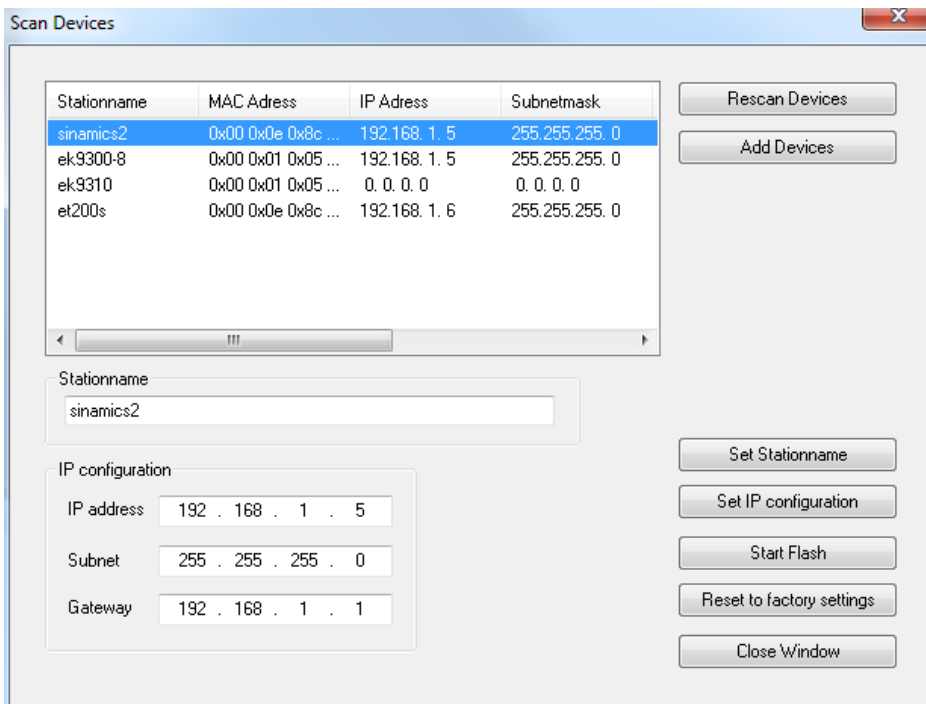 Scan Devices
Stationname MAC Adress IP Adress Subnetmask
sinamics2 0x00 0x0e 0x8c ... 192.168. 1. 5 255.255.255. 0
ek9300-8 0x00 0x01 0x05 ... 192.168. 1. 5 255.255.255. 0
ek9310 0x00 0x01 0x05 ... 0. 0. 0. 0 0. 0. 0. 0
et200s 0x00 0x0e 0x8c ... 192.168. 1. 6 255.255.255. 0
Rescan Devices
Add Devices
Stationname
sinamics2
IP configuration
IP address 192 . 168 . 1 . 5
Subnet 255 . 255 . 255 . 0
Gateway 192 . 168 . 1 . 1
Set Stationname
Set IP configuration
Start Flash
Reset to factory settings
Close Window